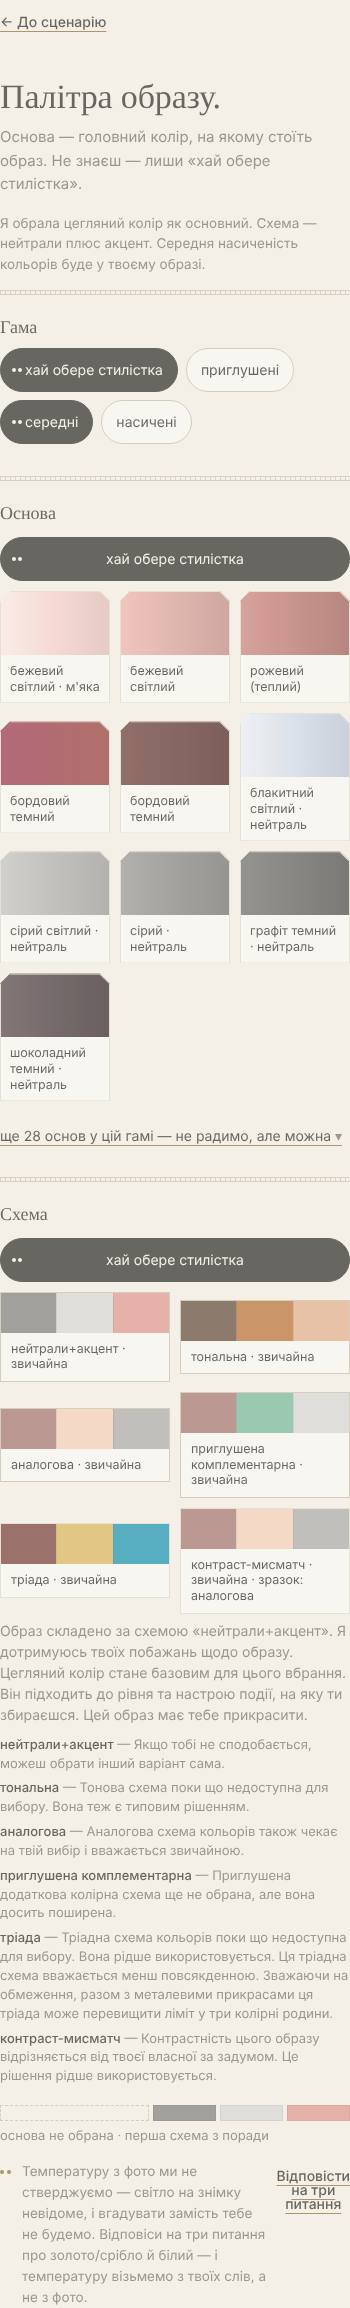 ← До сценарію
Палітра образу.
Основа — головний колір, на якому стоїть
образ. Не знаєш — лиши «хай обере
стилістка».
Я обрала цегляний колір як основний. Схема —
нейтрали плюс акцент. Середня насиченість
кольорів буде у твоєму образі.
Гама
хай обере стилістка
приглушені
середні
насичені
Основа
хай обере стилістка
бежевий
світлий · м'яка
бежевий
світлий
рожевий
(теплий)
бордовий
темний
бордовий
темний
блакитний
світлий ·
нейтраль
сірий світлий ·
нейтраль
сірий ·
нейтраль
графіт темний
· нейтраль
шоколадний
темний ·
нейтраль
ще 28 основ у цій гамі — не радимо, але можна ▾
Схема
хай обере стилістка
нейтрали+акцент ·
звичайна
тональна · звичайна
аналогова · звичайна
приглушена
комплементарна ·
звичайна
тріада · звичайна
контраст-мисматч ·
звичайна · зразок:
аналогова
Образ складено за схемою «нейтрали+акцент». Я
дотримуюсь твоїх побажань щодо образу.
Цегляний колір стане базовим для цього вбрання.
Він підходить до рівня та настрою події, на яку ти
збираєшся. Цей образ має тебе прикрасити.
нейтрали+акцент — Якщо тобі не сподобається,
можеш обрати інший варіант сама.
тональна — Тонова схема поки що недоступна для
вибору. Вона теж є типовим рішенням.
аналогова — Аналогова схема кольорів також чекає
на твій вибір і вважається звичайною.
приглушена комплементарна — Приглушена
додаткова колірна схема ще не обрана, але вона
досить поширена.
тріада — Тріадна схема кольорів поки що недоступна
для вибору. Вона рідше використовується. Ця тріадна
схема вважається менш повсякденною. Зважаючи на
обмеження, разом з металевими прикрасами ця
тріада може перевищити ліміт у три колірні родини.
контраст-мисматч — Контрастність цього образу
відрізняється від твоєї власної за задумом. Це
рішення рідше використовується.
основа не обрана · перша схема з поради
Температуру з фото ми не
стверджуємо — світло на знімку
невідоме, і вгадувати замість тебе
не будемо. Відповіси на три питання
про золото/срібло й білий — і
температуру візьмемо з твоїх слів, а
не з фото.
Відповісти
на три
питання